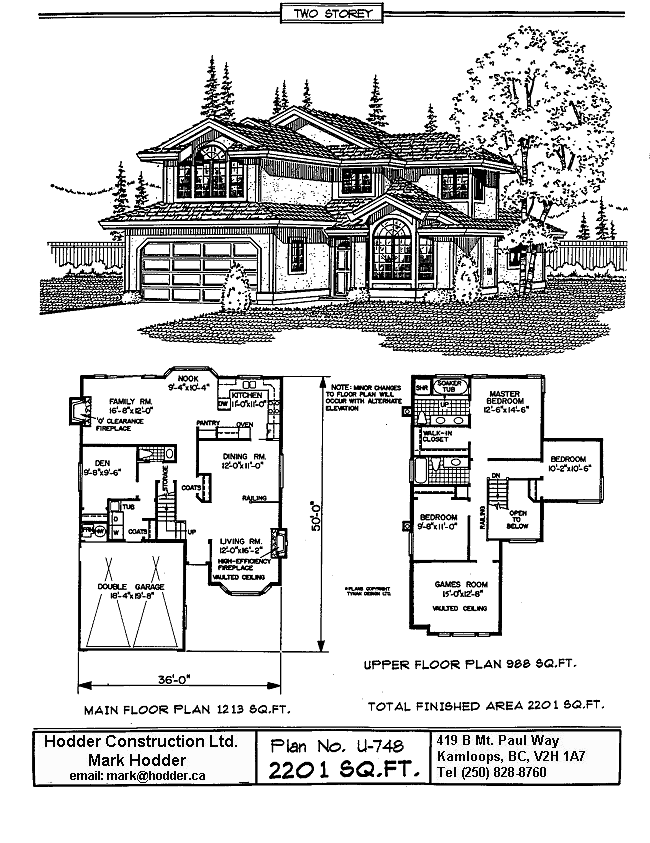 TWO STOREY
NOOK
9'-4"x10'-4"
KITCHEN
11'-0"x11'-0"
DW
FAMILY RM.
16'-8"x12'-0"
'O' CLEARANCE
FIREPLACE
PANTRY
OVEN
DEN
9'-8"x9'-6"
STORAGE
DINING RM.
12'-0"x11'-0"
COATS
RAILING
TUB
D
W
COATS
UP
LIVING RM.
12'-0"x16'-2"
HIGH-EFFICIENCY
FIREPLACE
VAULTED CEILING
DOUBLE GARAGE
18'-4"x19'-8"
50'-0"
36'-0"
MAIN FLOOR PLAN 1213 SQ.FT.
NOTE: MINOR CHANGES
TO FLOOR PLAN WILL
OCCUR WITH ALTERNATE
ELEVATION
SHR
SOAKER
TUB
UP
MASTER
BEDROOM
12'-6"x14'-6"
WALK-IN
CLOSET
BEDROOM
10'-2"x10'-6"
DN
BEDROOM
9'-8"x11'-0"
RAILING
OPEN
TO
BELOW
GAMES ROOM
15'-0"x12'-8"
VAULTED CEILING
©PLANS COPYRIGHT
TYNAN DESIGN LTD.
UPPER FLOOR PLAN 988 SQ.FT.
TOTAL FINISHED AREA 2201 SQ.FT.
Hodder Construction Ltd.
Mark Hodder
email: mark@hodder.ca
Plan No. U-748
2201 SQ.FT.
419 B Mt. Paul Way
Kamloops, BC, V2H 1A7
Tel (250) 828-8760